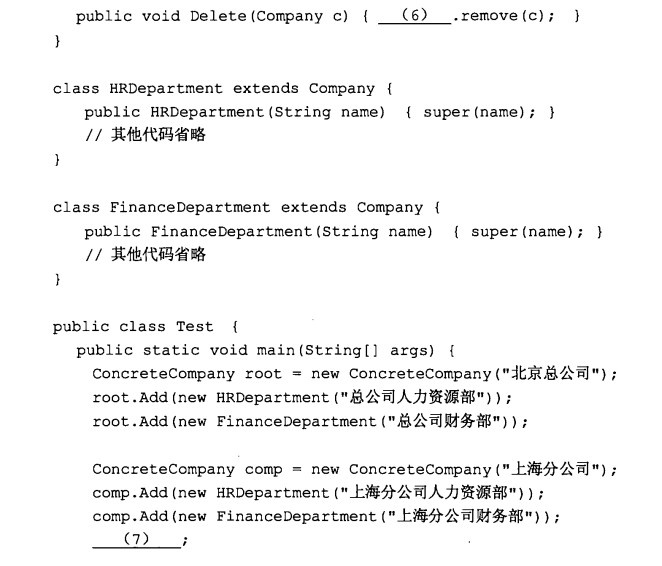 public void Delete(Company c) { (6) .remove(c); }
}
class HRDepartment extends Company {
public HRDepartment(String name) { super(name); }
// 其他代码省略
}
class FinanceDepartment extends Company {
public FinanceDepartment(String name) { super(name); }
// 其他代码省略
}
public class Test {
public static void main(String[] args) {
ConcreteCompany root = new ConcreteCompany("北京总公司");
root.Add(new HRDepartment("总公司人力资源部"));
root.Add(new FinanceDepartment("总公司财务部"));
ConcreteCompany comp = new ConcreteCompany("上海分公司");
comp.Add(new HRDepartment("上海分公司人力资源部"));
comp.Add(new FinanceDepartment("上海分公司财务部"));
(7) ;